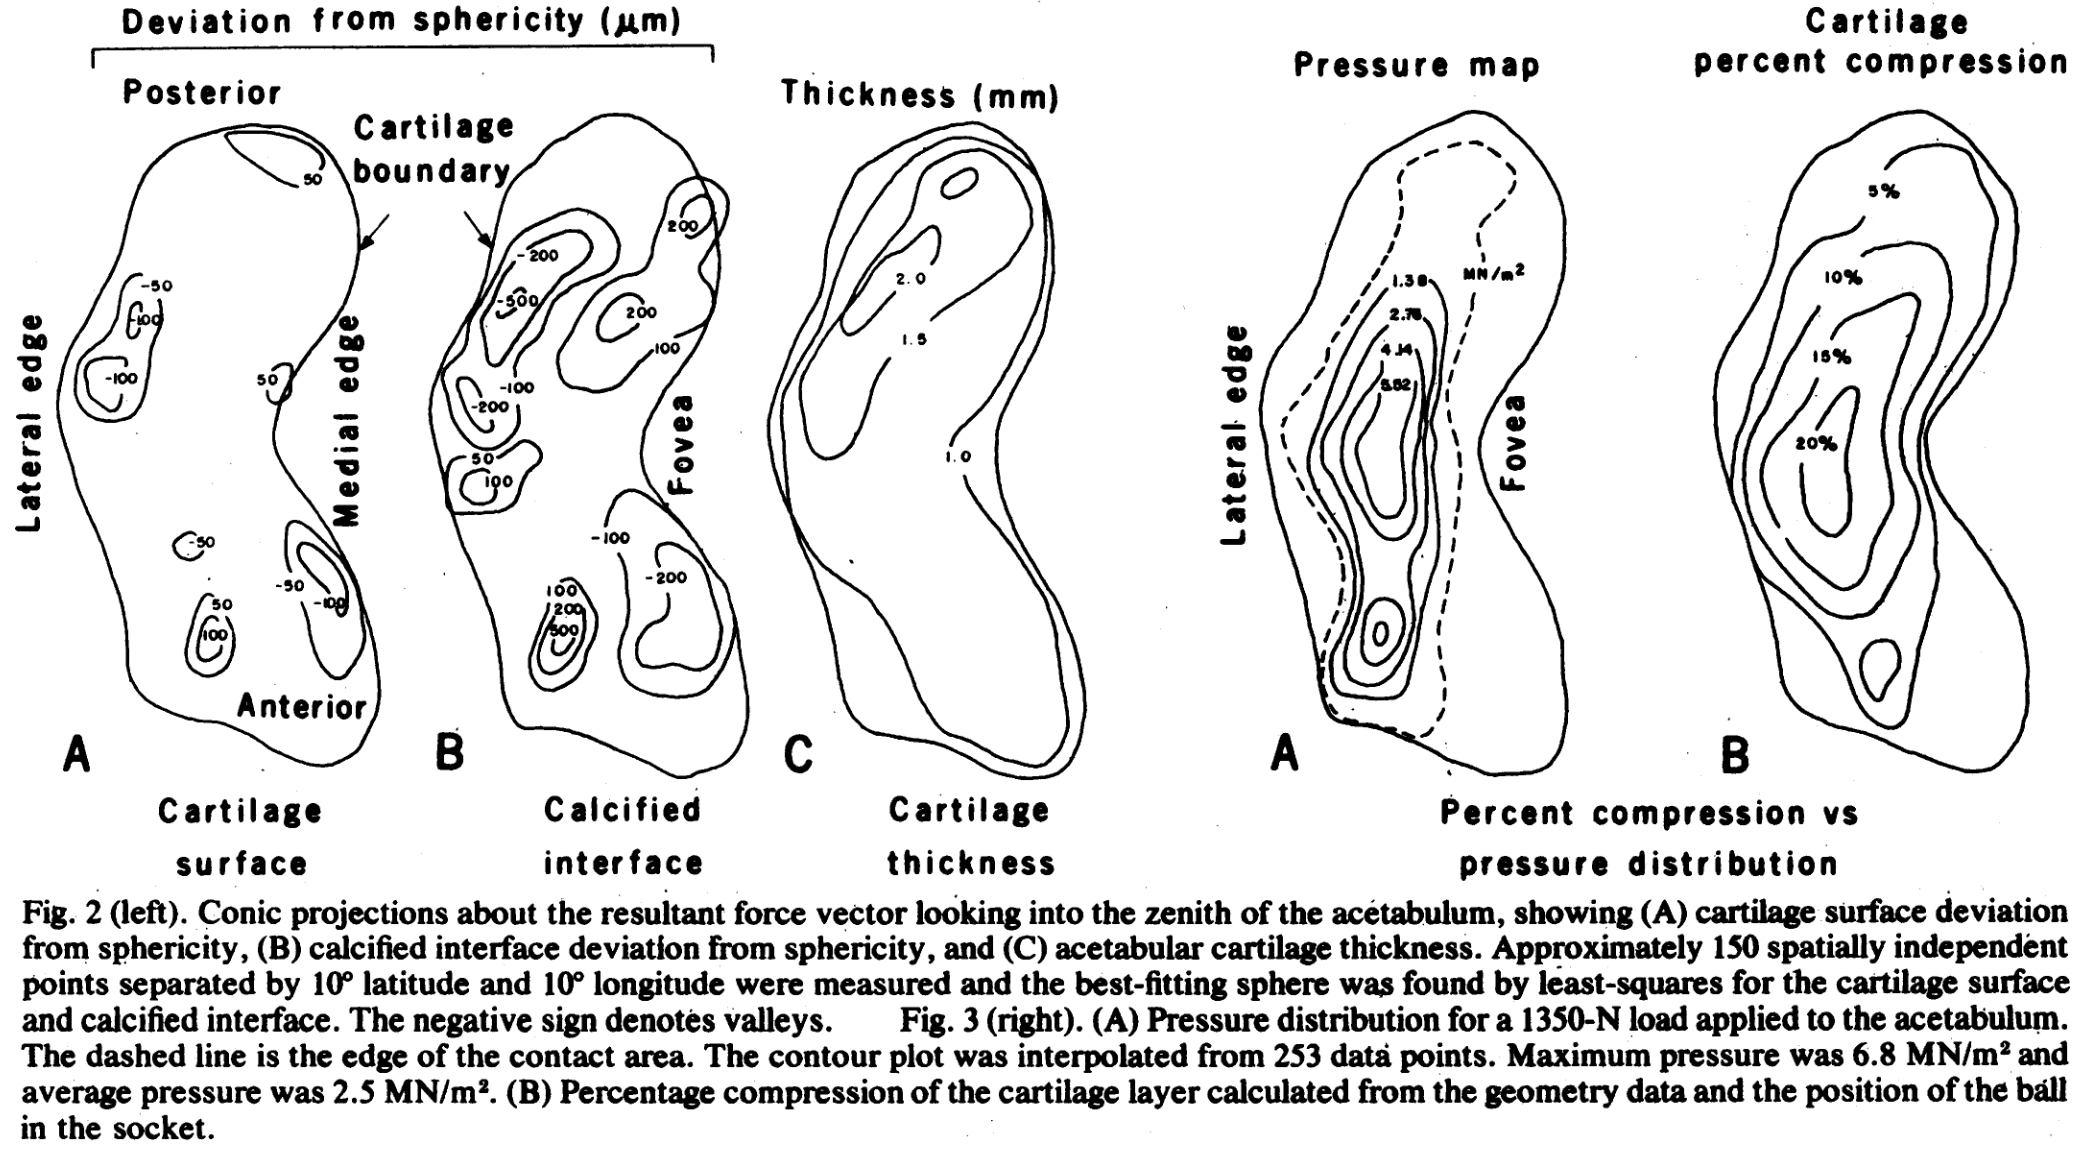 Deviation from sphericity (μm)
Posterior
Cartilage
boundary
Thickness (mm)
Pressure map
Cartilage
percent compression
50
-50
-100
-100
50
-50
-50
-100
50
100
Lateral edge
Medial edge
Anterior
A
Cartilage
surface
-200
-500
200
200
100
-100
-200
50
100
-100
-200
100
200
Fovea
B
Calcified
interface
2.0
1.5
1.0
C
Cartilage
thickness
MN/m²
2.76
4.14
5.52
Lateral edge
Fovea
A
5%
10%
15%
20%
B
Percent compression vs
pressure distribution
Fig. 2 (left). Conic projections about the resultant force vector looking into the zenith of the acetabulum, showing (A) cartilage surface deviation
from sphericity, (B) calcified interface deviation from sphericity, and (C) acetabular cartilage thickness. Approximately 150 spatially independent
points separated by 10° latitude and 10° longitude were measured and the best-fitting sphere was found by least-squares for the cartilage surface
and calcified interface. The negative sign denotes valleys. Fig. 3 (right). (A) Pressure distribution for a 1350-N load applied to the acetabulum.
The dashed line is the edge of the contact area. The contour plot was interpolated from 253 data points. Maximum pressure was 6.8 MN/m² and
average pressure was 2.5 MN/m². (B) Percentage compression of the cartilage layer calculated from the geometry data and the position of the ball
in the socket.